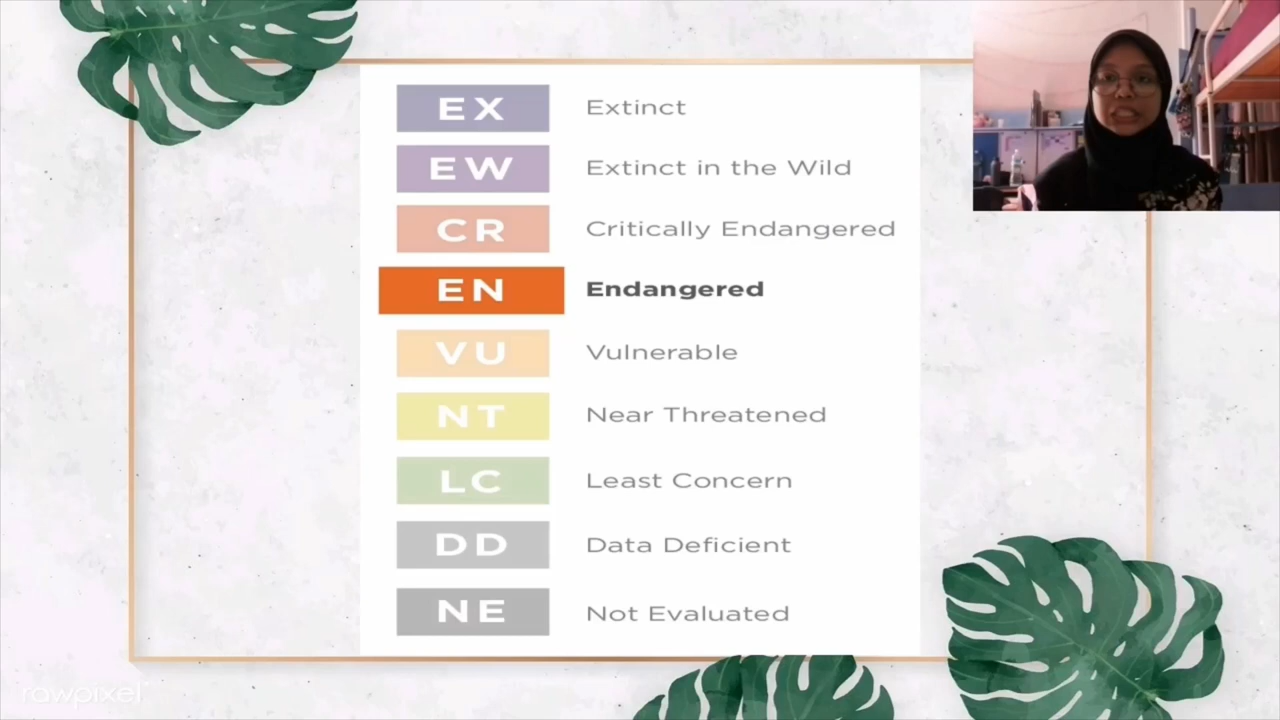 EX Extinct
EW Extinct in the Wild
CR Critically Endangered
EN Endangered
VU Vulnerable
NT Near Threatened
LC Least Concern
DD Data Deficient
NE Not Evaluated
rawpixel